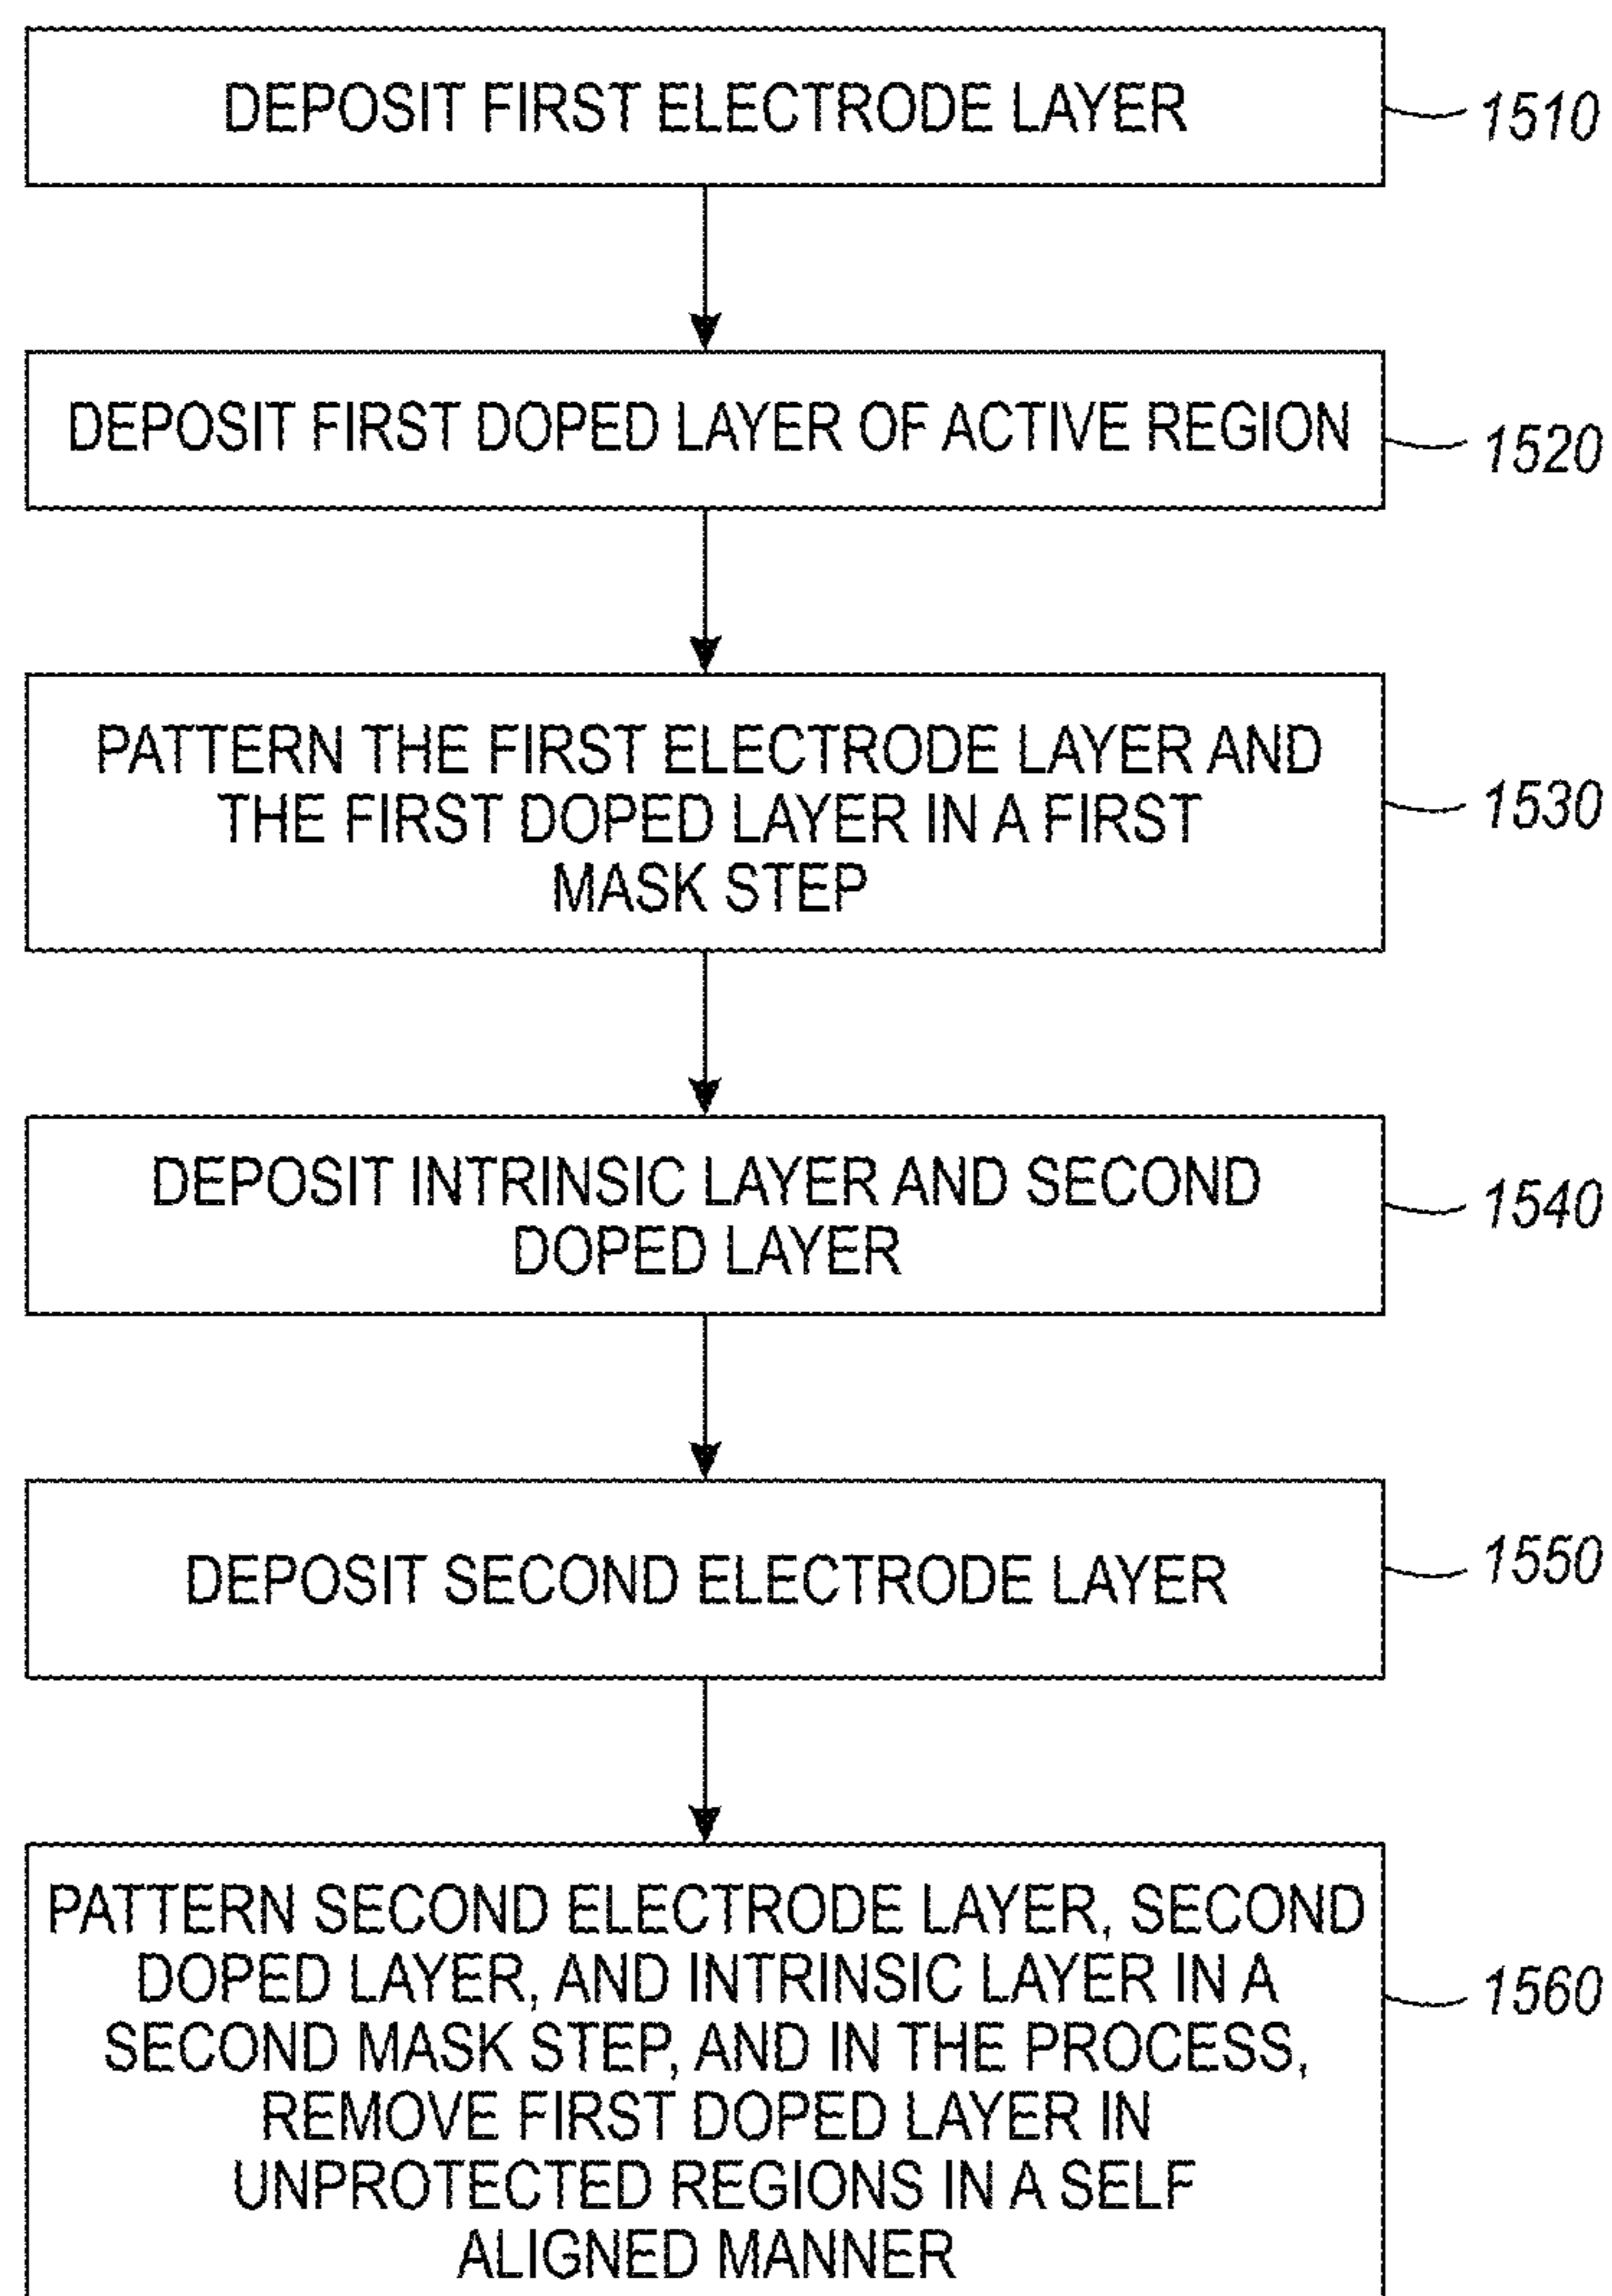 DEPOSIT FIRST ELECTRODE LAYER
1510
DEPOSIT FIRST DOPED LAYER OF ACTIVE REGION
1520
PATTERN THE FIRST ELECTRODE LAYER AND
THE FIRST DOPED LAYER IN A FIRST
MASK STEP
1530
DEPOSIT INTRINSIC LAYER AND SECOND
DOPED LAYER
1540
DEPOSIT SECOND ELECTRODE LAYER
1550
PATTERN SECOND ELECTRODE LAYER, SECOND
DOPED LAYER, AND INTRINSIC LAYER IN A
SECOND MASK STEP, AND IN THE PROCESS,
REMOVE FIRST DOPED LAYER IN
UNPROTECTED REGIONS IN A SELF
ALIGNED MANNER
1560